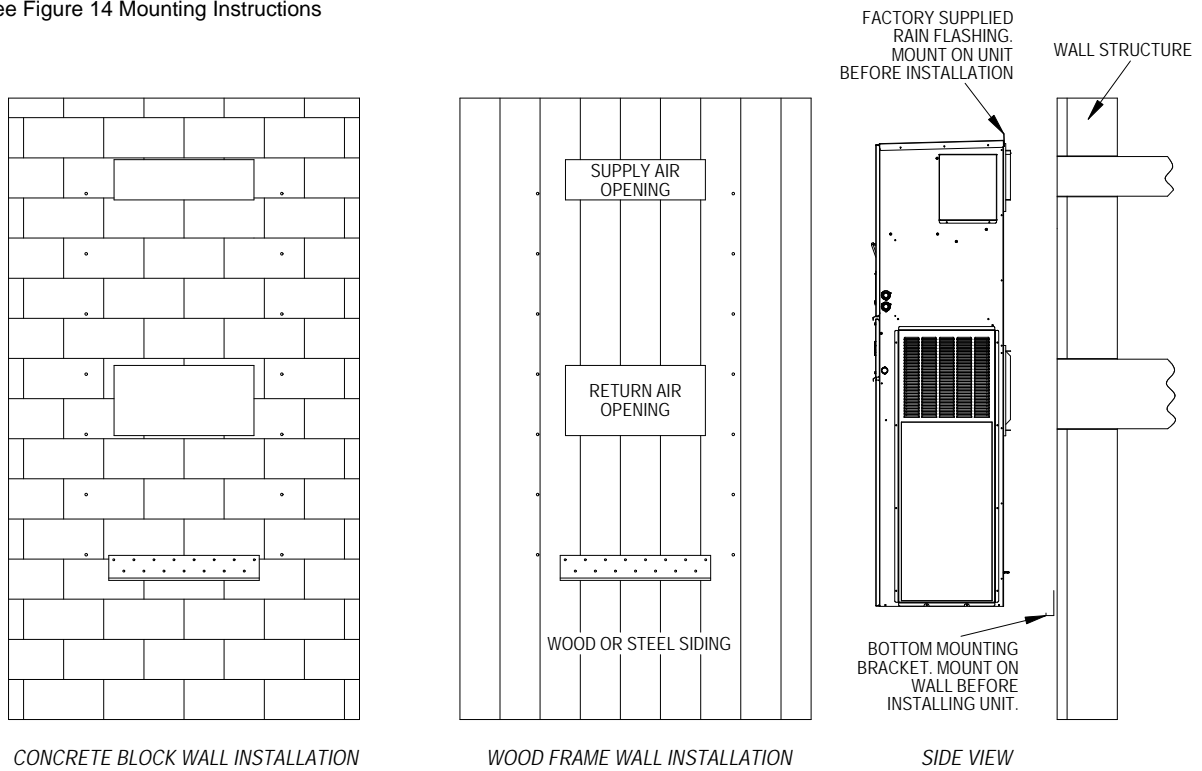 ee Figure 14 Mounting Instructions
FACTORY SUPPLIED
RAIN FLASHING.
MOUNT ON UNIT
BEFORE INSTALLATION
WALL STRUCTURE
SUPPLY AIR
OPENING
RETURN AIR
OPENING
WOOD OR STEEL SIDING
BOTTOM MOUNTING
BRACKET. MOUNT ON
WALL BEFORE
INSTALLING UNIT.
CONCRETE BLOCK WALL INSTALLATION
WOOD FRAME WALL INSTALLATION
SIDE VIEW